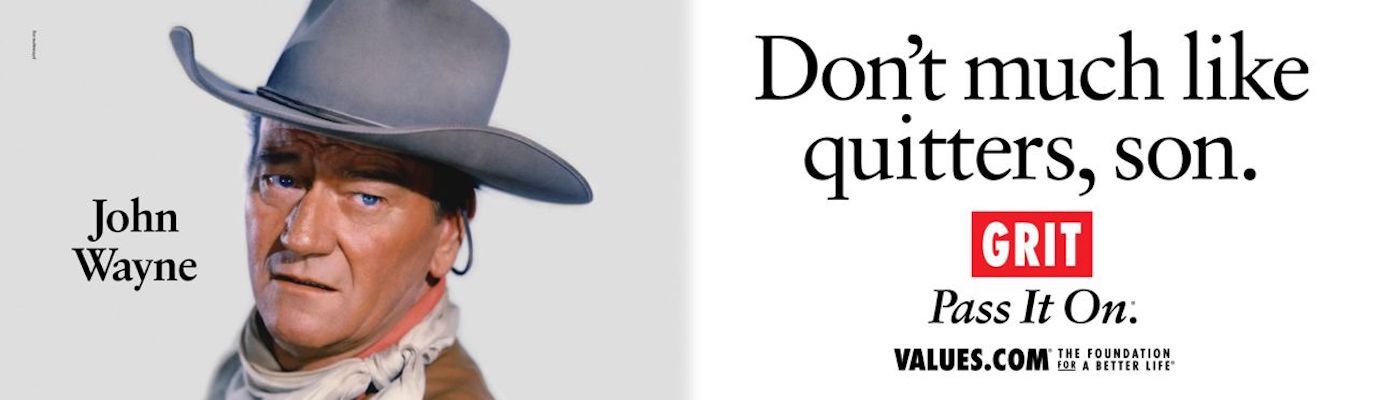 John
Wayne
Don't much like
quitters, son.
GRIT
Pass It On.®
VALUES.COM® THE FOUNDATION
FOR A BETTER LIFE®